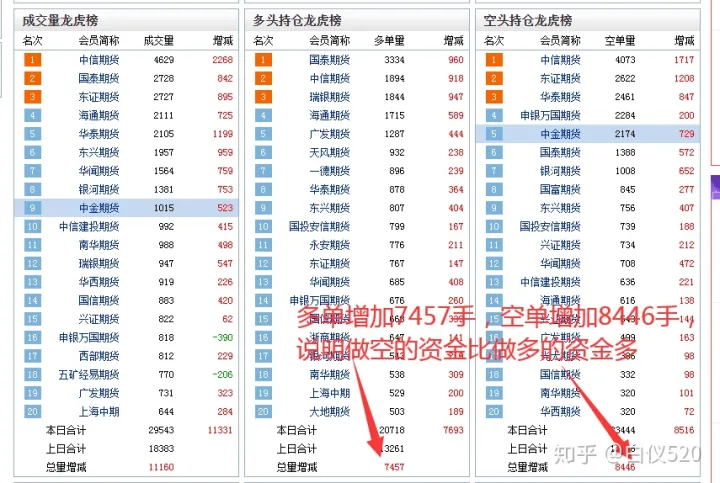 成交量龙虎榜
名次 会员简称 成交量 增减
1 中信期货 4629 2268
2 国泰期货 2728 842
3 东证期货 2727 895
4 海通期货 2111 725
5 华泰期货 2105 1199
6 东兴期货 1957 959
7 华闻期货 1564 759
8 银河期货 1381 753
9 中金期货 1015 523
10 中信建投期货 992 415
11 南华期货 988 498
12 瑞银期货 947 547
13 华西期货 919 226
14 国信期货 883 420
15 兴证期货 822 62
16 申银万国期货 818 -390
17 西部期货 812 229
18 五矿经易期货 770 -206
19 广发期货 731 323
20 上海中期 644 284
本日合计 29543 11331
上日合计 18383
总量增减 11160
多头持仓龙虎榜
名次 会员简称 多单量 增减
1 国泰期货 3334 960
2 中信期货 1894 918
3 瑞银期货 1844 947
4 海通期货 1715 589
5 广发期货 1287 444
6 天风期货 932 238
7 一德期货 896 239
8 华泰期货 878 364
9 东兴期货 807 404
10 国投安信期货 799 167
11 永安期货 776 211
12 东证期货 767 147
13 华闻期货 685 408
14 申银万国期货 676 260
15
16 浙商期货 141
17
18 南华期货 538 309
19 上海中期 529 200
20 大地期货 503 189
本日合计 20718 7693
上日合计 13261
总量增减 7457
空头持仓龙虎榜
名次 会员简称 空单量 增减
1 中信期货 4073 1717
2 东证期货 2622 1208
3 华泰期货 2461 847
4 申银万国期货 2284 200
5 中金期货 2174 729
6 国泰期货 1388 572
7 银河期货 1008 652
8 国富期货 845 277
9 东兴期货 756 407
10 国投安信期货 739 188
11 兴证期货 734 212
12 华闻期货 708 472
13 中信建投期货 636 221
14 海通期货 616 138
15 163
16 98
18 国信期货 332 98
19 南华期货 320 101
20 华西期货 320 72
本日合计 23444 8516
上日合计
总量增减 8446
多单增加7457手，空单增加8446手，
说明做空的资金比做多的资金多
知乎 @白仪520